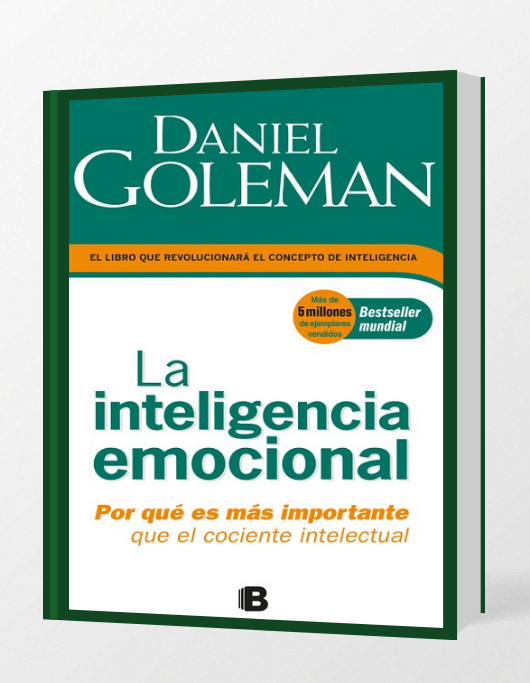 DANIEL
GOLEMAN
EL LIBRO QUE REVOLUCIONARÁ EL CONCEPTO DE INTELIGENCIA
Más de
5 millones
de ejemplares
vendidos
Bestseller
mundial
La
inteligencia
emocional
Por qué es más importante
que el cociente intelectual
B